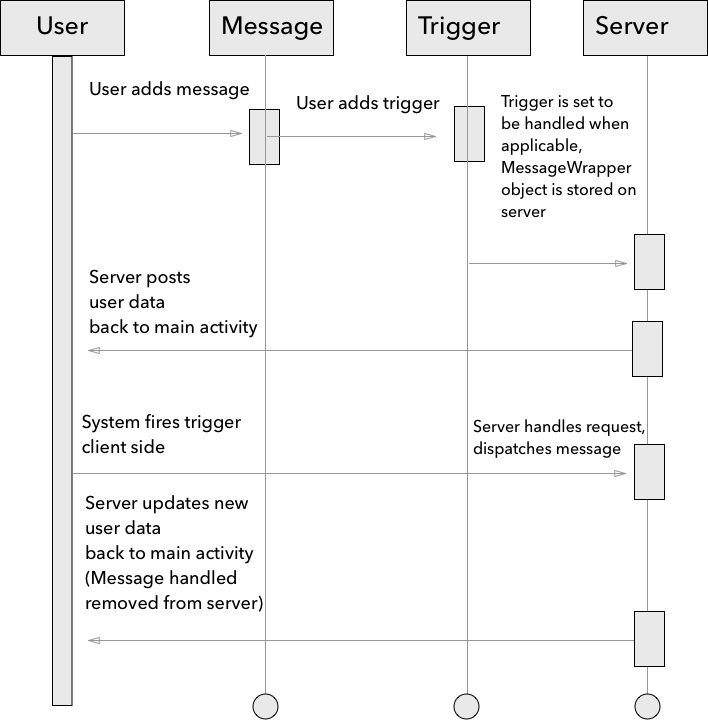 User
Message
Trigger
Server
User adds message
User adds trigger
Trigger is set to
be handled when
applicable,
MessageWrapper
object is stored on
server
Server posts
user data
back to main activity
System fires trigger
client side
Server handles request,
dispatches message
Server updates new
user data
back to main activity
(Message handled
removed from server)